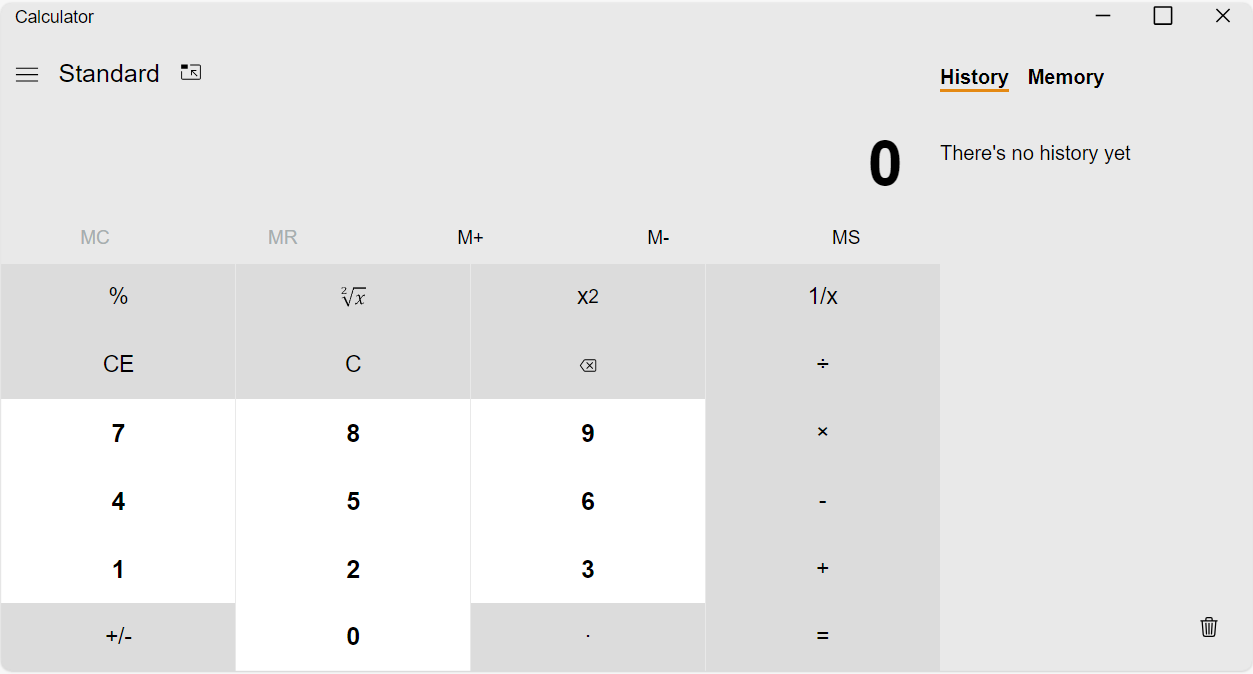 Calculator
Standard
History Memory
0
There's no history yet
MC MR M+ M- MS
% ²√x x2 1/x
CE C ÷
7 8 9 ×
4 5 6 -
1 2 3 +
+/- 0 . =